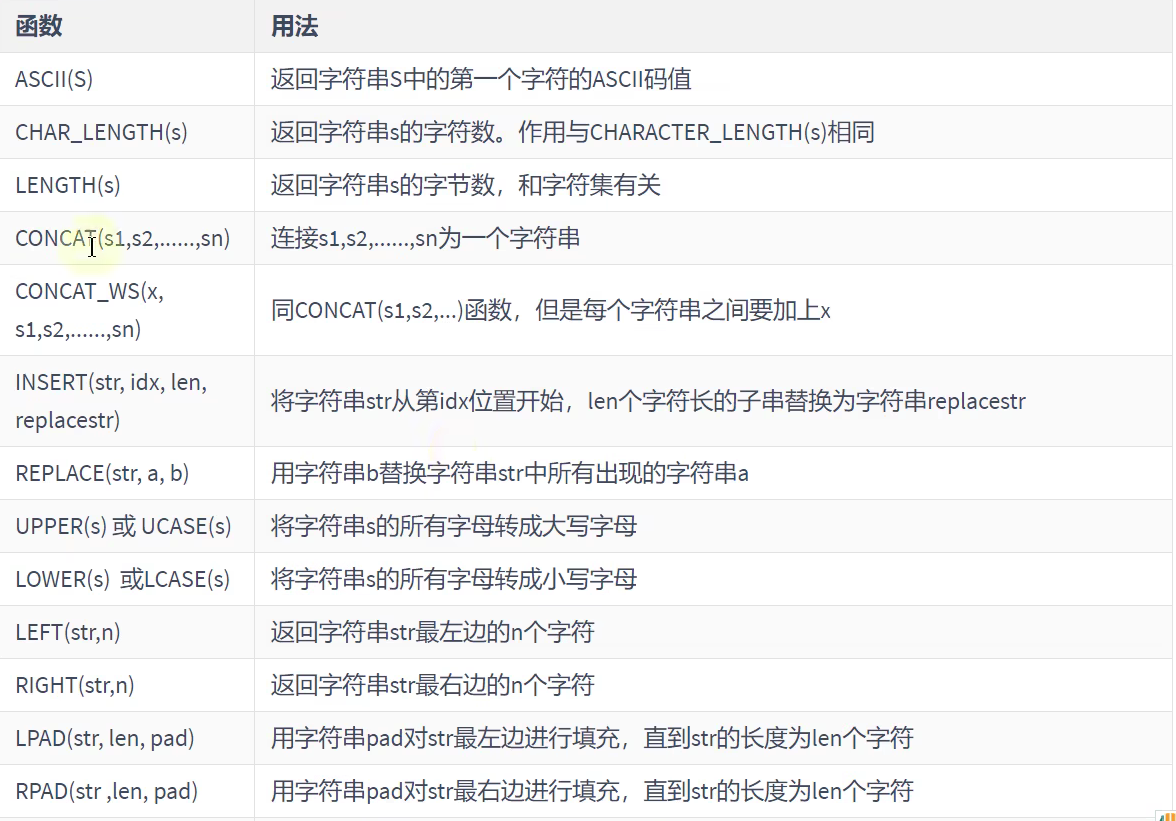 函数 用法
ASCII(S) 返回字符串S中的第一个字符的ASCII码值
CHAR_LENGTH(s) 返回字符串s的字符数。作用与CHARACTER_LENGTH(s)相同
LENGTH(s) 返回字符串s的字节数，和字符集有关
CONCAT(s1,s2,......,sn) 连接s1,s2,......,sn为一个字符串
CONCAT_WS(x,
s1,s2,......,sn)
同CONCAT(s1,s2,...)函数，但是每个字符串之间要加上x
INSERT(str, idx, len,
replacestr)
将字符串str从第idx位置开始，len个字符长的子串替换为字符串replacestr
REPLACE(str, a, b) 用字符串b替换字符串str中所有出现的字符串a
UPPER(s) 或 UCASE(s) 将字符串s的所有字母转成大写字母
LOWER(s) 或LCASE(s) 将字符串s的所有字母转成小写字母
LEFT(str,n) 返回字符串str最左边的n个字符
RIGHT(str,n) 返回字符串str最右边的n个字符
LPAD(str, len, pad) 用字符串pad对str最左边进行填充，直到str的长度为len个字符
RPAD(str ,len, pad) 用字符串pad对str最右边进行填充，直到str的长度为len个字符